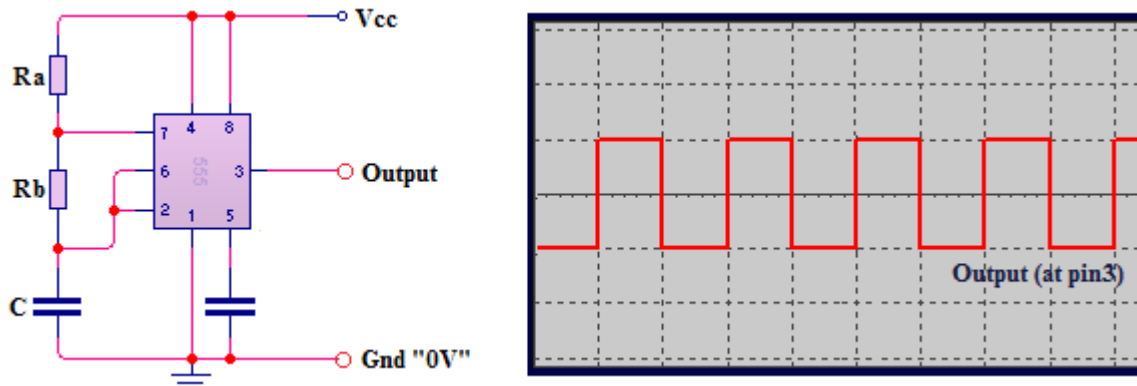 Vcc
Ra
7
4
8
555
6
3
Output
Rb
2
1
5
C
Gnd "0V"
Output (at pin3)